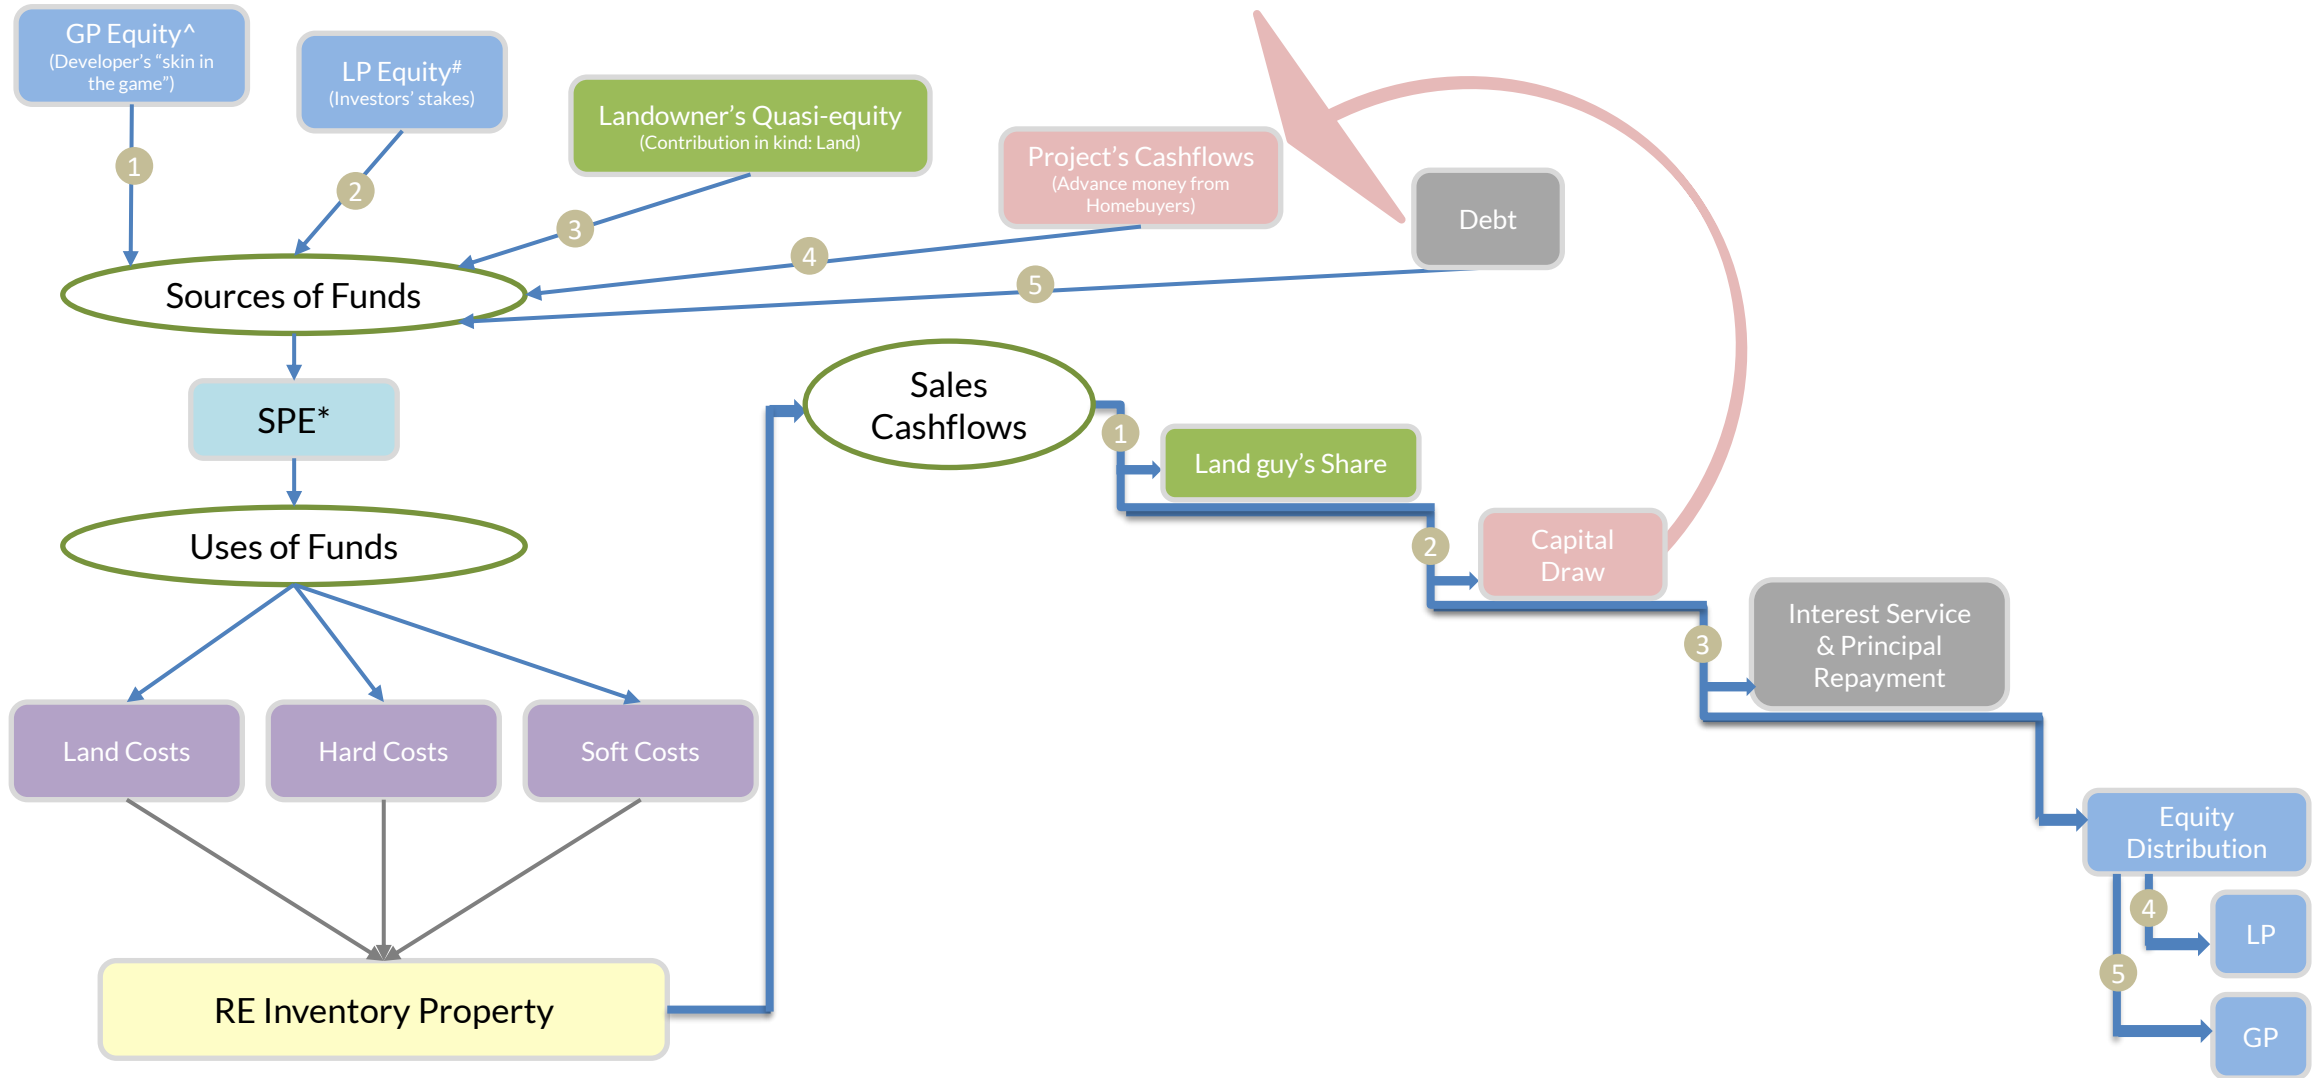 GP Equity^
(Developer’s “skin in
the game”)
LP Equity#
(Investors’ stakes)
Landowner’s Quasi-equity
(Contribution in kind: Land)
Project’s Cashflows
(Advance money from
Homebuyers)
Debt
1
2
3
4
5
Sources of Funds
SPE*
Uses of Funds
Land Costs
Hard Costs
Soft Costs
RE Inventory Property
Sales
Cashflows
1
Land guy’s Share
2
Capital
Draw
3
Interest Service
& Principal
Repayment
Equity
Distribution
4
LP
5
GP